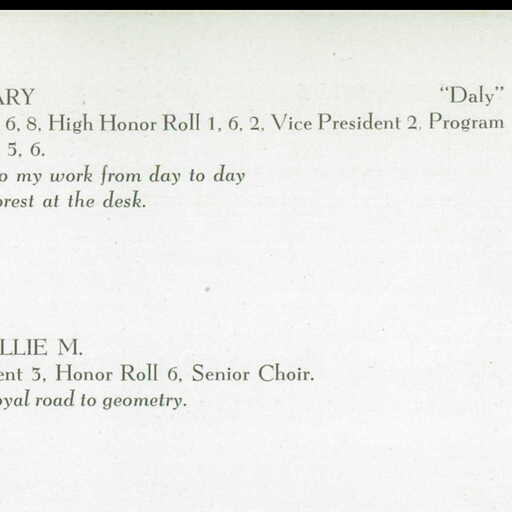 ARY "Daly"
6, 8, High Honor Roll 1, 6, 2, Vice President 2, Program
5, 6.
o my work from day to day
orest at the desk.
LLIE M.
ent 3, Honor Roll 6, Senior Choir.
oyal road to geometry.